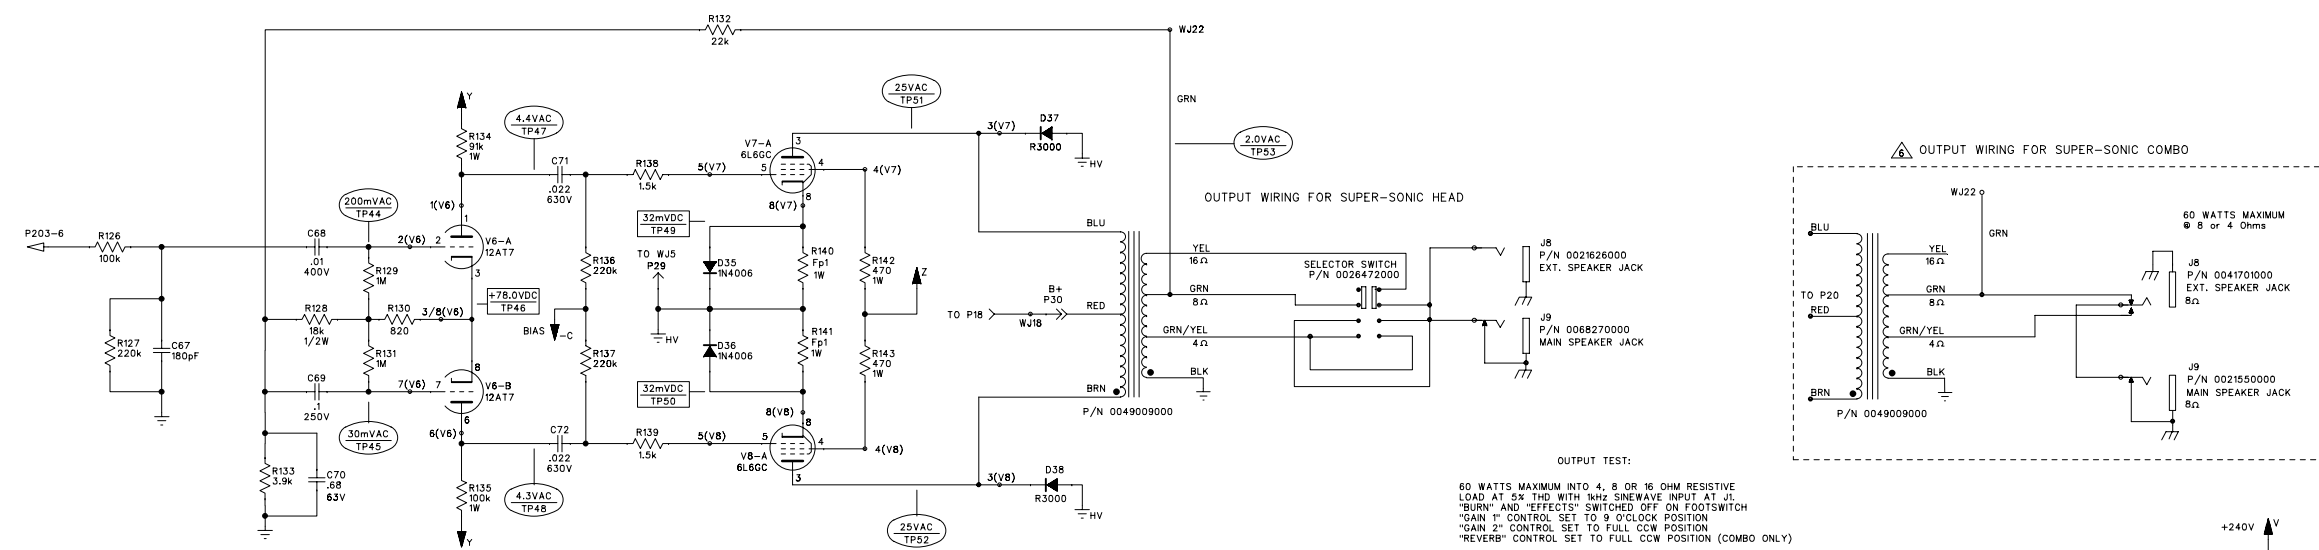 R132
22k
WJ22
GRN
25VAC
TP51
Y
4.4VAC
TP47
R134
91k
1W
C71
.022
630V
R138
1.5k
5(V7)
V7-A
6L6GC
3
5
4
8
4(V7)
8(V7)
3(V7)
D37
R3000
HV
2.0VAC
TP53
6
OUTPUT WIRING FOR SUPER-SONIC COMBO
OUTPUT WIRING FOR SUPER-SONIC HEAD
P203-6
R126
100k
R127
220k
C67
180pF
C68
.01
400V
200mVAC
TP44
2(V6)
2
1(V6)
1
V6-A
12AT7
3
R129
1M
R128
18k
1/2W
R130
820
3/8(V6)
+78.0VDC
TP46
R131
1M
C69
.1
250V
7(V6)
7
8
V6-B
12AT7
6
6(V6)
30mVAC
TP45
R133
3.9k
C70
.68
63V
R135
100k
1W
Y
4.3VAC
TP48
C72
.022
630V
R136
220k
BIAS
-C
R137
220k
R139
1.5k
5(V8)
32mVDC
TP49
TO WJ5
P29
HV
D35
1N4006
D36
1N4006
32mVDC
TP50
R140
Fp1
1W
R141
Fp1
1W
R142
470
1W
R143
470
1W
Z
8(V8)
V8-A
6L6GC
8
5
4
3
4(V8)
3(V8)
D38
R3000
HV
25VAC
TP52
BLU
TO P18
WJ18
B+
P30
RED
BRN
P/N 0049009000
YEL
16Ω
GRN
8Ω
GRN/YEL
4Ω
BLK
SELECTOR SWITCH
P/N 0026472000
J8
P/N 0021626000
EXT. SPEAKER JACK
J9
P/N 0068270000
MAIN SPEAKER JACK
WJ22
GRN
60 WATTS MAXIMUM
@ 8 or 4 Ohms
BLU
TO P20
RED
BRN
P/N 0049009000
YEL
16Ω
GRN
8Ω
GRN/YEL
4Ω
BLK
J8
P/N 0041701000
EXT. SPEAKER JACK
8Ω
J9
P/N 0021550000
MAIN SPEAKER JACK
8Ω
OUTPUT TEST:
60 WATTS MAXIMUM INTO 4, 8 OR 16 OHM RESISTIVE
LOAD AT 5% THD WITH 1kHz SINEWAVE INPUT AT J1.
"BURN" AND "EFFECTS" SWITCHED OFF ON FOOTSWITCH
"GAIN 1" CONTROL SET TO 9 O'CLOCK POSITION
"GAIN 2" CONTROL SET TO FULL CCW POSITION
"REVERB" CONTROL SET TO FULL CCW POSITION (COMBO ONLY)
+240V
V